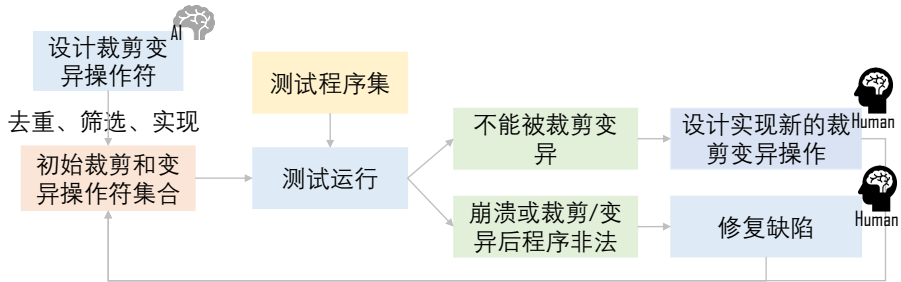 AI
设计裁剪变
异操作符
去重、筛选、实现
初始裁剪和变
异操作符集合
测试程序集
测试运行
不能被裁剪变
异
设计实现新的裁
剪变异操作
Human
崩溃或裁剪/变
异后程序非法
修复缺陷
Human